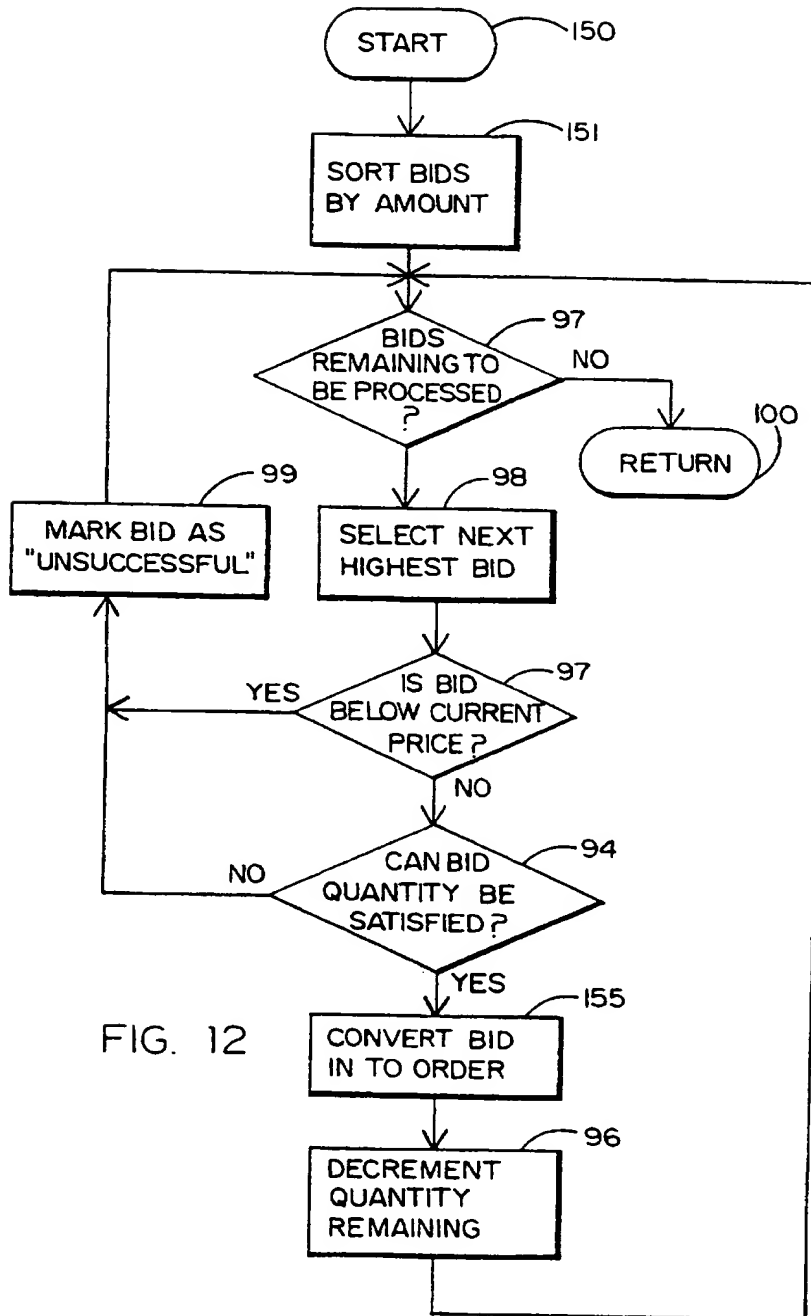 START
150
151
SORT BIDS
BY AMOUNT
97
BIDS
REMAINING TO
BE PROCESSED
?
NO
100
RETURN
99
MARK BID AS
"UNSUCCESSFUL"
98
SELECT NEXT
HIGHEST BID
97
YES
IS BID
BELOW CURRENT
PRICE?
NO
94
NO
CAN BID
QUANTITY BE
SATISFIED?
YES
155
FIG. 12
CONVERT BID
IN TO ORDER
96
DECREMENT
QUANTITY
REMAINING